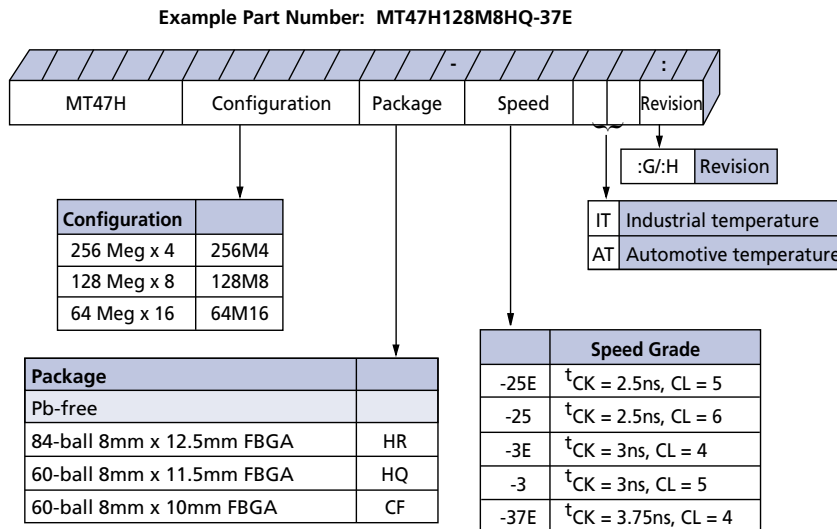 Example Part Number: MT47H128M8HQ-37E
- :
MT47H Configuration Package Speed Revision
:G/:H Revision
IT Industrial temperature
AT Automotive temperature
Configuration
256 Meg x 4 256M4
128 Meg x 8 128M8
64 Meg x 16 64M16
Package
Pb-free
84-ball 8mm x 12.5mm FBGA HR
60-ball 8mm x 11.5mm FBGA HQ
60-ball 8mm x 10mm FBGA CF
Speed Grade
-25E tCK = 2.5ns, CL = 5
-25 tCK = 2.5ns, CL = 6
-3E tCK = 3ns, CL = 4
-3 tCK = 3ns, CL = 5
-37E tCK = 3.75ns, CL = 4